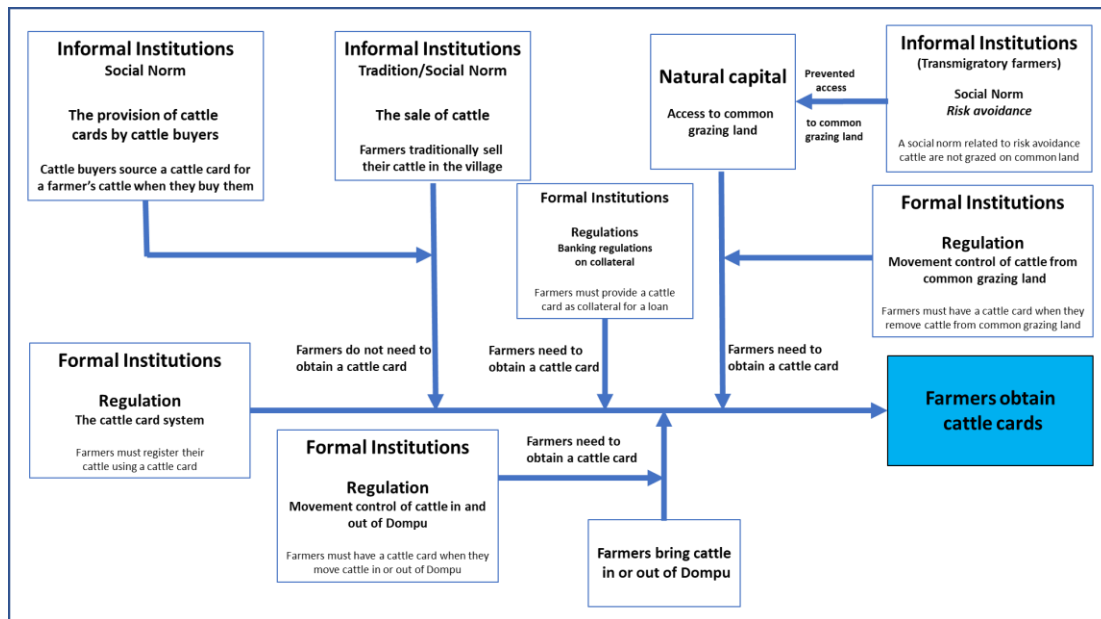 Informal Institutions
Social Norm
The provision of cattle
cards by cattle buyers
Cattle buyers source a cattle card for
a farmer's cattle when they buy them
Informal Institutions
Tradition/Social Norm
The sale of cattle
Farmers traditionally sell
their cattle in the village
Natural capital
Access to common
grazing land
Prevented
access
to common
grazing land
Informal Institutions
(Transmigratory farmers)
Social Norm
Risk avoidance
A social norm related to risk avoidance
cattle are not grazed on common land
Formal Institutions
Regulations
Banking regulations
on collateral
Farmers must provide a cattle
card as collateral for a loan
Formal Institutions
Regulation
Movement control of cattle from
common grazing land
Farmers must have a cattle card when they
remove cattle from common grazing land
Farmers do not need to
obtain a cattle card
Farmers need to
obtain a cattle card
Farmers need to
obtain a cattle card
Formal Institutions
Regulation
The cattle card system
Farmers must register their
cattle using a cattle card
Farmers obtain
cattle cards
Formal Institutions
Regulation
Movement control of cattle in and
out of Dompu
Farmers must have a cattle card when they
move cattle in or out of Dompu
Farmers need to
obtain a cattle card
Farmers bring cattle
in or out of Dompu